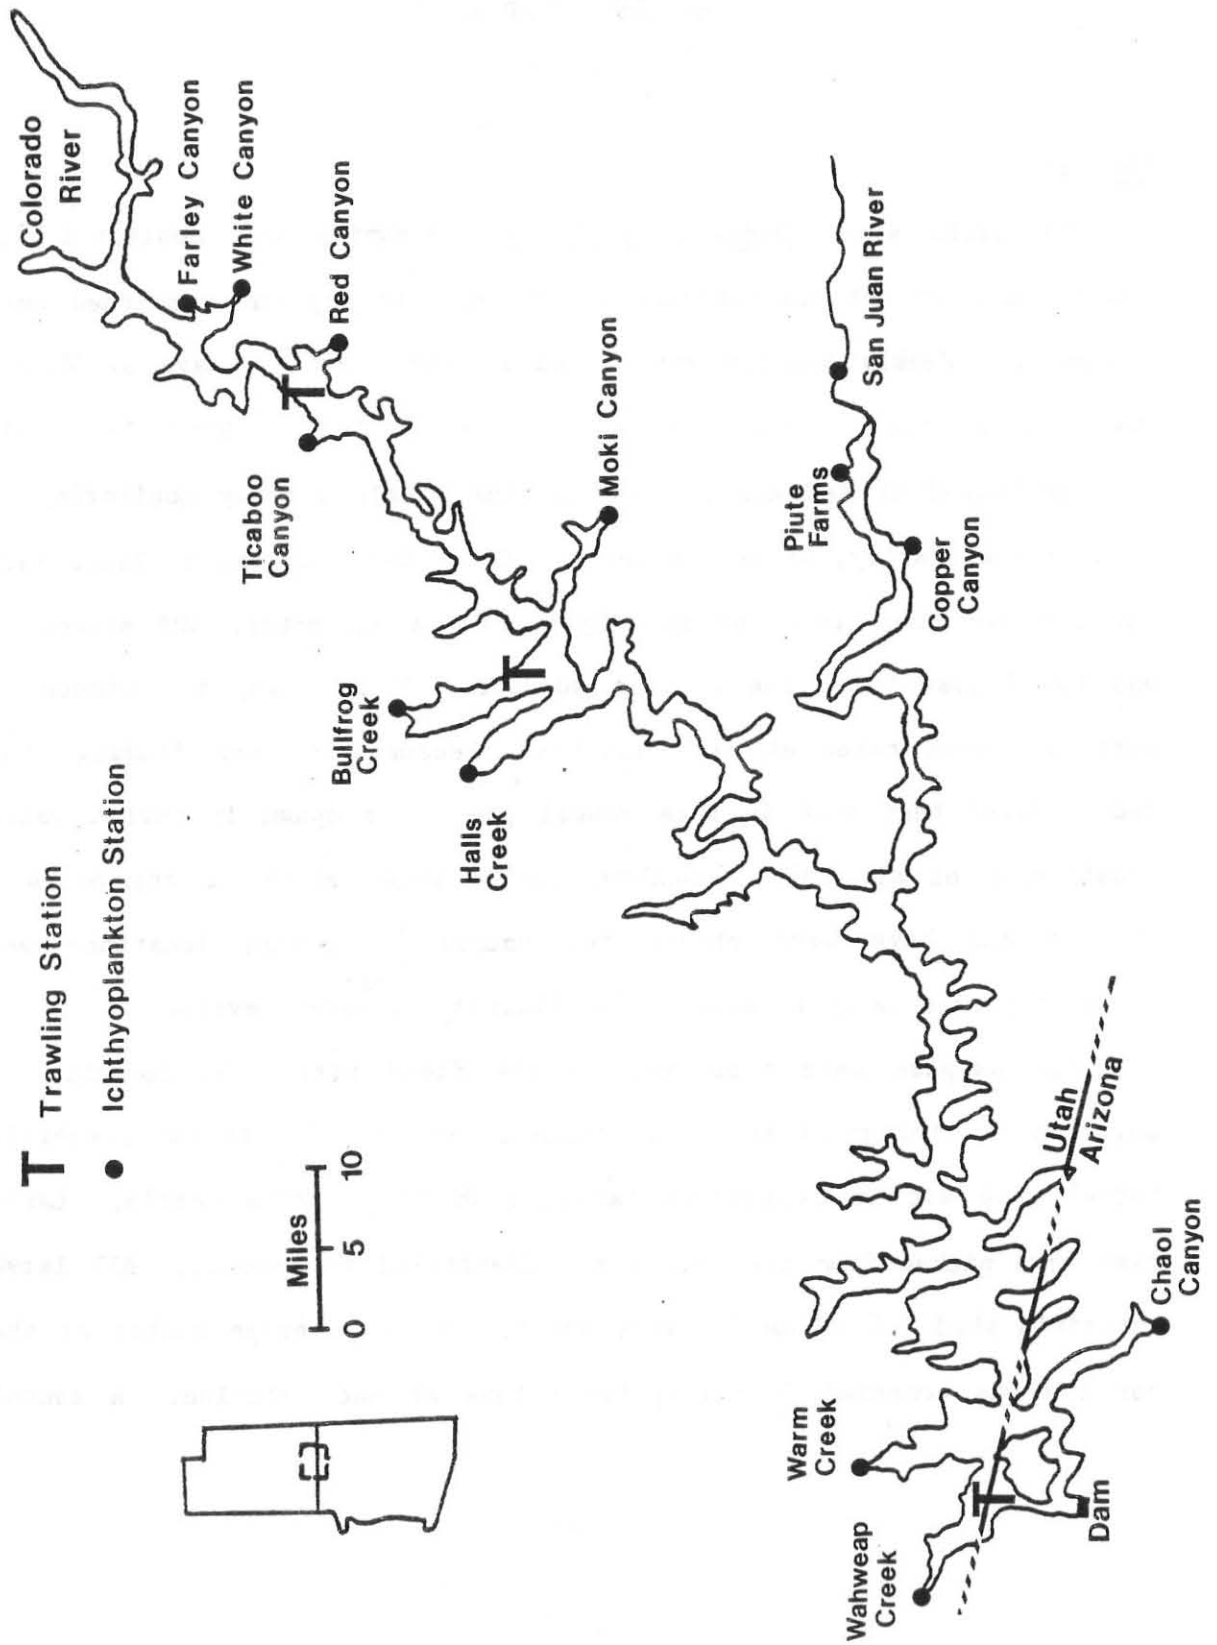 T Trawling Station
● Ichthyoplankton Station
Miles
0 5 10
Colorado
River
Farley Canyon
White Canyon
Red Canyon
Ticaboo
Canyon
Moki Canyon
Bullfrog
Creek
Halls
Creek
San Juan River
Piute
Farms
Copper
Canyon
Utah
Arizona
Chaol
Canyon
Warm
Creek
Wahweap
Creek
Dam
T
T
T